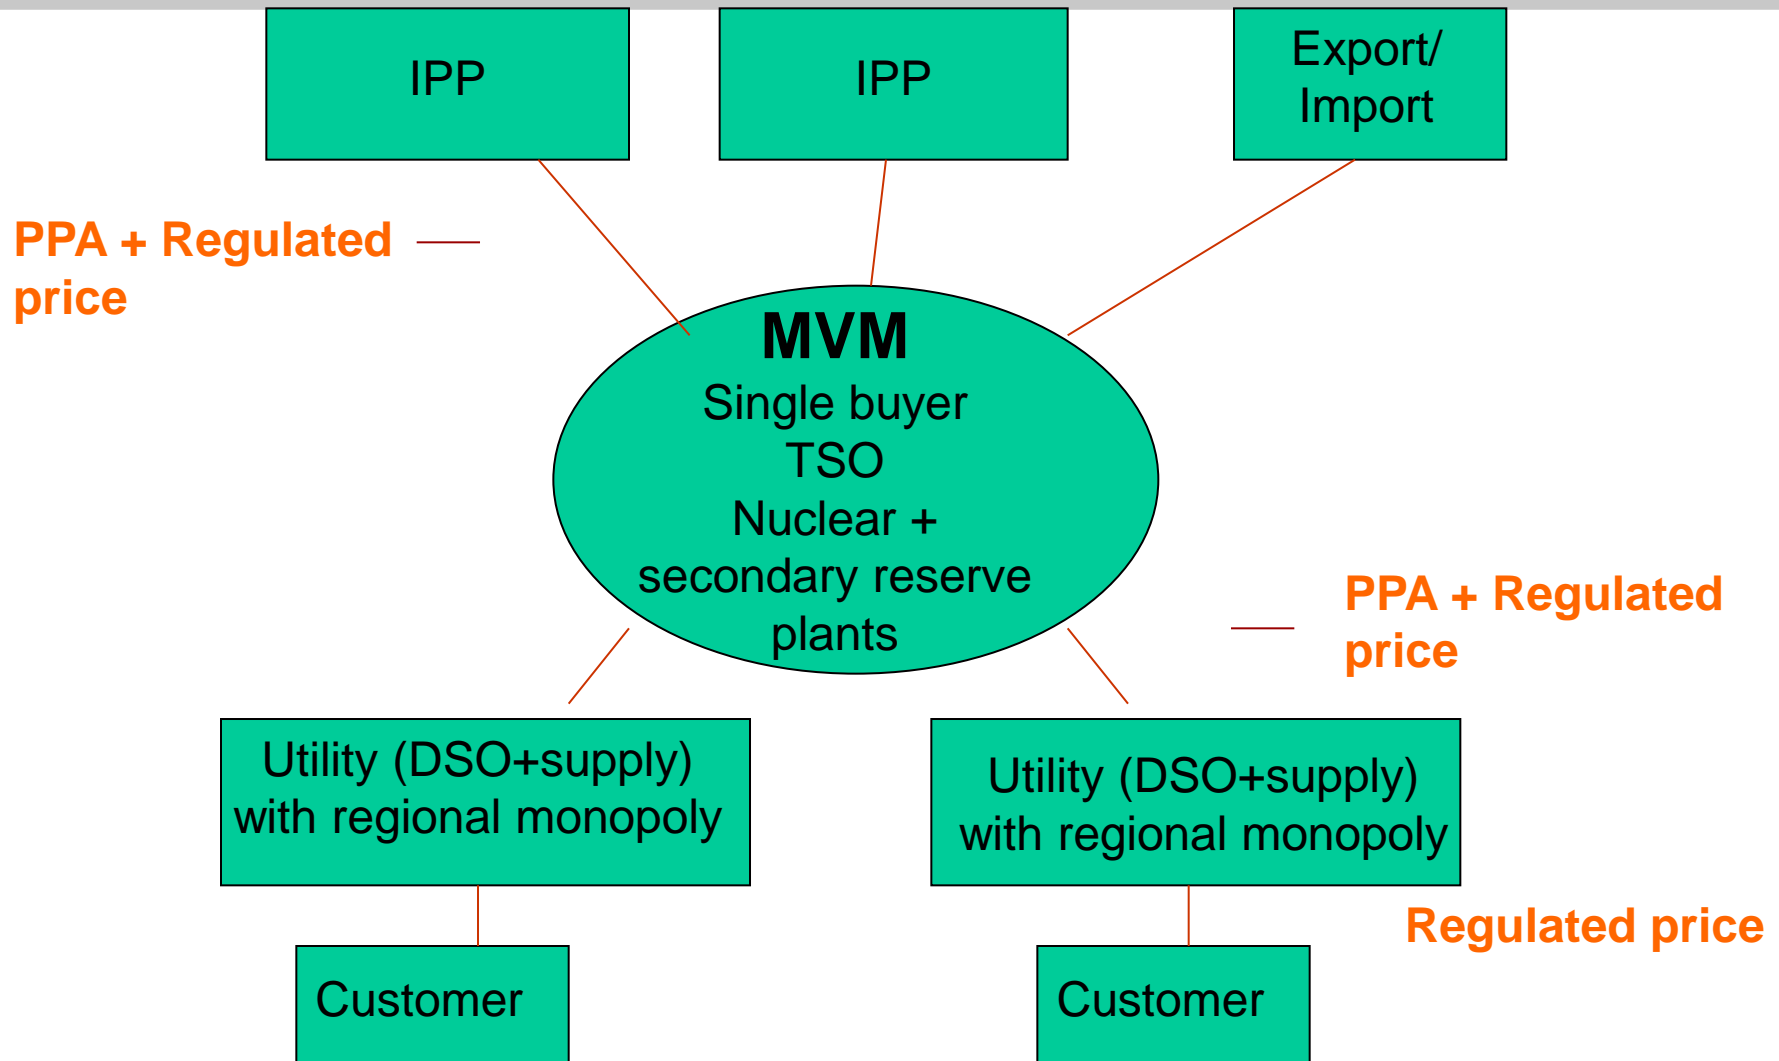 IPP
IPP
Export/
Import
PPA + Regulated
price
MVM
Single buyer
TSO
Nuclear +
secondary reserve
plants
PPA + Regulated
price
Utility (DSO+supply)
with regional monopoly
Utility (DSO+supply)
with regional monopoly
Regulated price
Customer
Customer